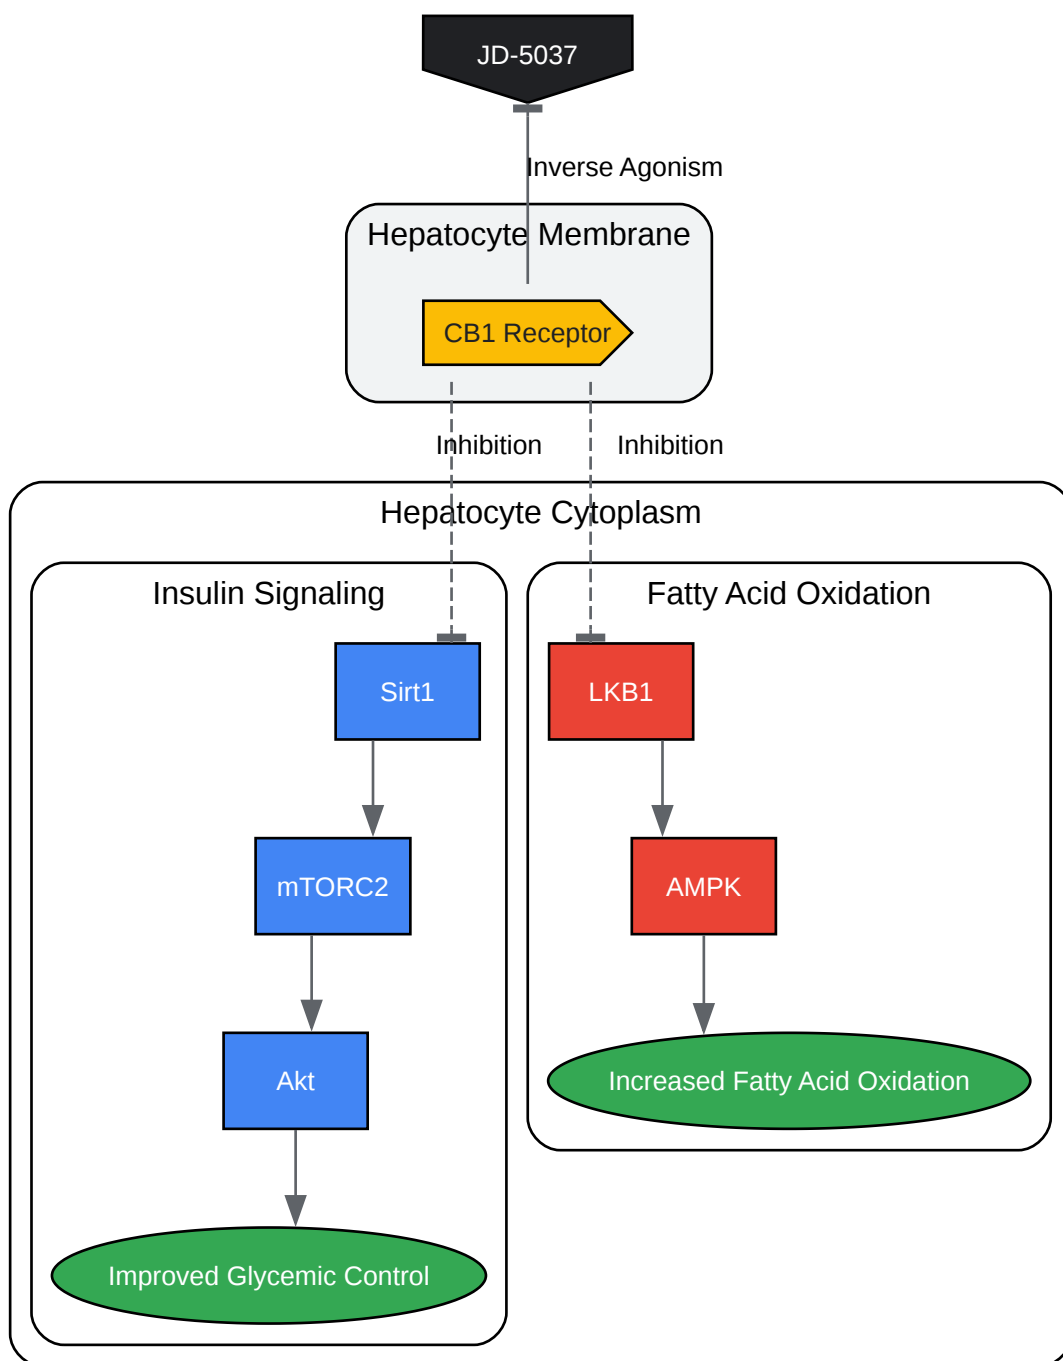 JD-5037
Inverse Agonism
Hepatocyte Membrane
CB1 Receptor
Inhibition
Inhibition
Hepatocyte Cytoplasm
Insulin Signaling
Fatty Acid Oxidation
Sirt1
LKB1
mTORC2
AMPK
Akt
Increased Fatty Acid Oxidation
Improved Glycemic Control